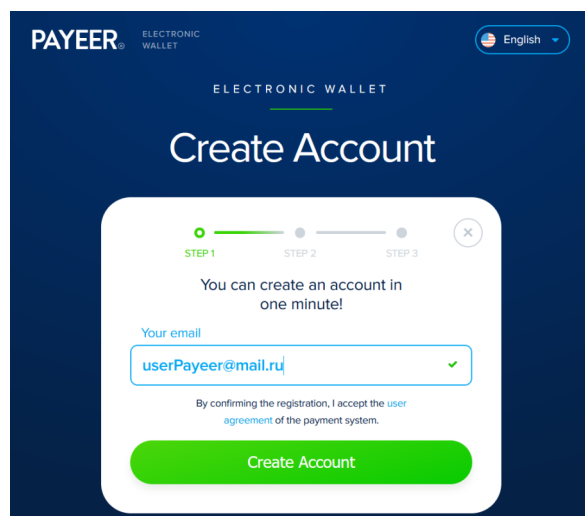 PAYEER®
ELECTRONIC
WALLET
English
ELECTRONIC WALLET
Create Account
STEP 1
STEP 2
STEP 3
You can create an account in
one minute!
Your email
userPayeer@mail.ru
By confirming the registration, I accept the user
agreement of the payment system.
Create Account